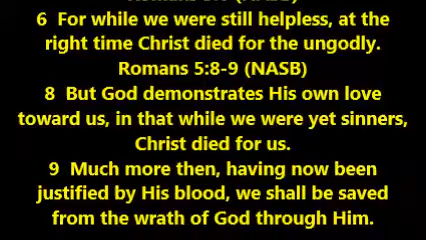 6 For while we were still helpless, at the
right time Christ died for the ungodly.
Romans 5:8-9 (NASB)
8 But God demonstrates His own love
toward us, in that while we were yet sinners,
Christ died for us.
9 Much more then, having now been
justified by His blood, we shall be saved
from the wrath of God through Him.